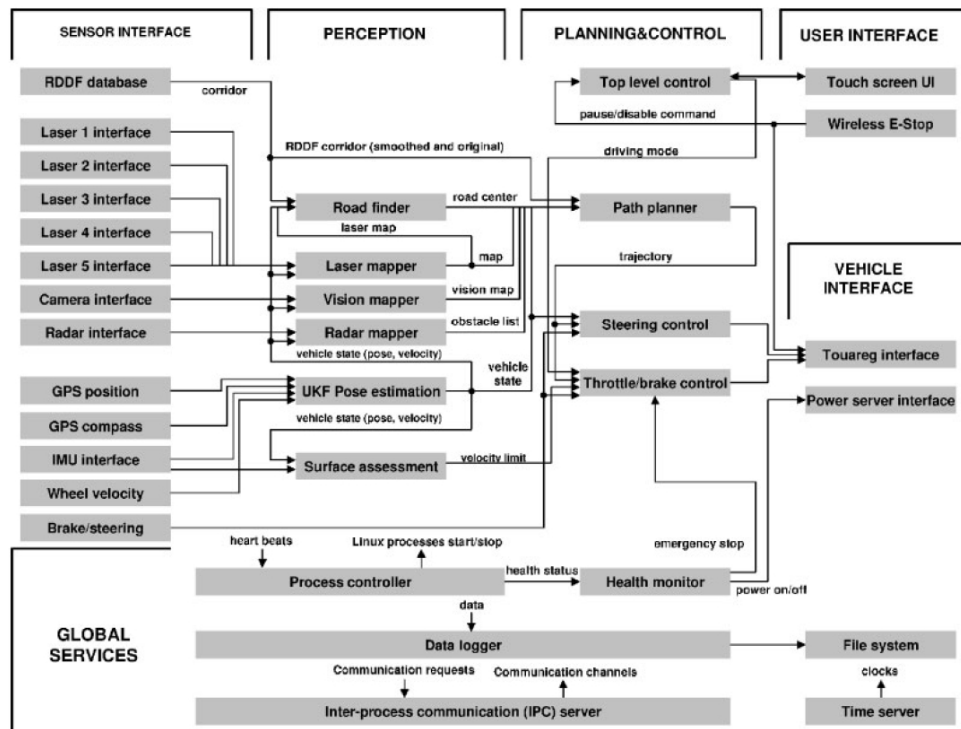 SENSOR INTERFACE
PERCEPTION
PLANNING&CONTROL
USER INTERFACE
RDDF database
corridor
Top level control
Touch screen UI
pause/disable command
Wireless E-Stop
Laser 1 interface
Laser 2 interface
Laser 3 interface
Laser 4 interface
Laser 5 interface
Camera interface
Radar interface
RDDF corridor (smoothed and original)
driving mode
Road finder
road center
Path planner
laser map
map
trajectory
Laser mapper
VEHICLE
INTERFACE
Vision mapper
vision map
obstacle list
Radar mapper
Steering control
vehicle state (pose, velocity)
vehicle
state
Touareg interface
GPS position
UKF Pose estimation
Throttle/brake control
Power server interface
GPS compass
vehicle state (pose, velocity)
IMU interface
Surface assessment
velocity limit
Wheel velocity
Brake/steering
heart beats
Linux processes start/stop
emergency stop
Process controller
health status
Health monitor
power on/off
GLOBAL
SERVICES
data
Data logger
File system
Communication requests
Communication channels
clocks
Inter-process communication (IPC) server
Time server